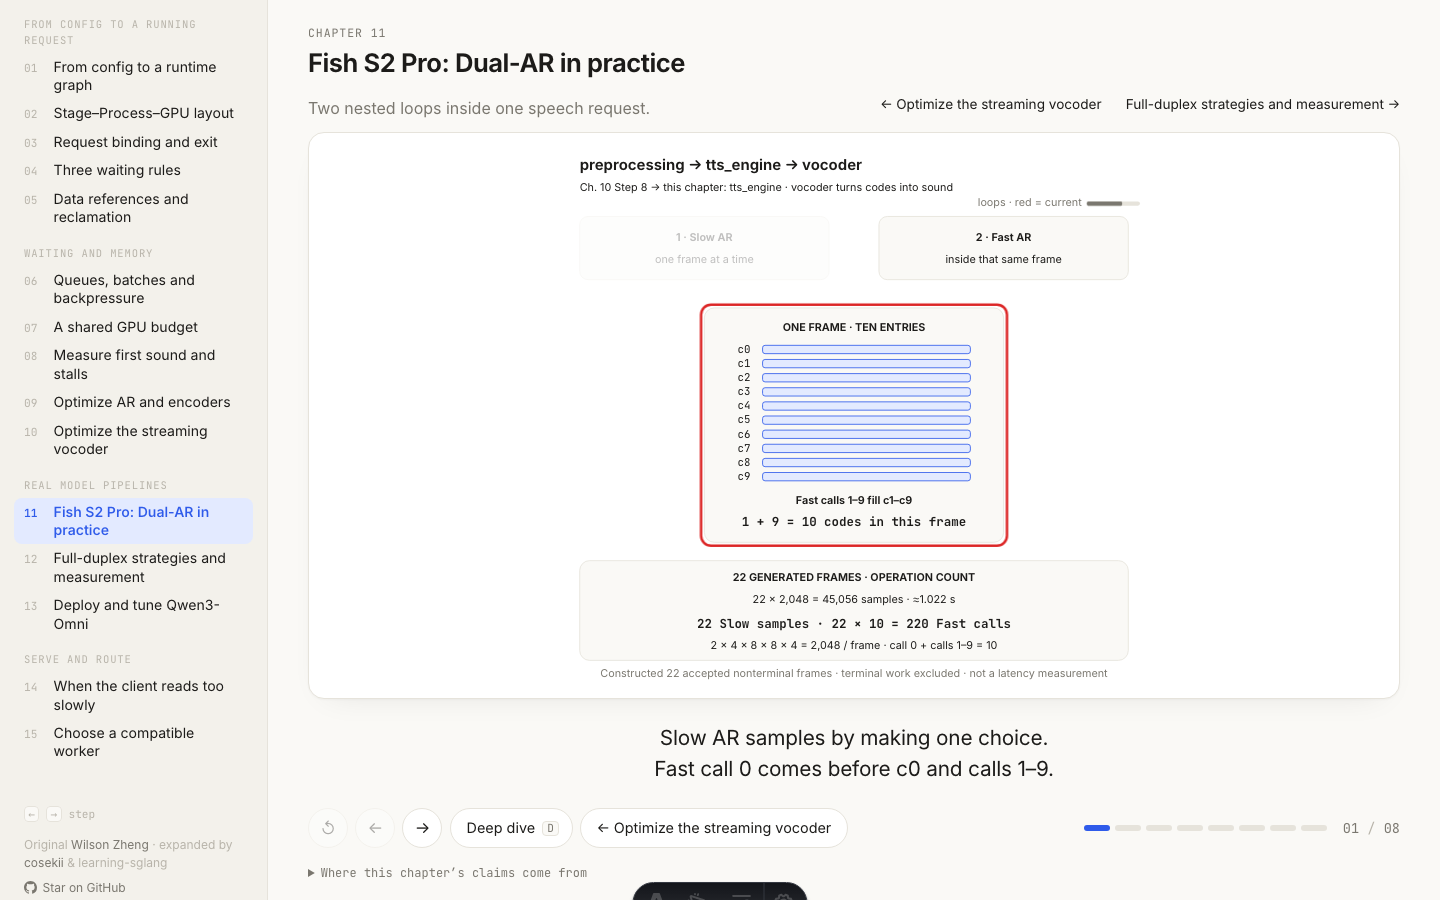 FROM CONFIG TO A RUNNING
REQUEST
01 From config to a runtime
graph
02 Stage–Process–GPU layout
03 Request binding and exit
04 Three waiting rules
05 Data references and
reclamation
WAITING AND MEMORY
06 Queues, batches and
backpressure
07 A shared GPU budget
08 Measure first sound and
stalls
09 Optimize AR and encoders
10 Optimize the streaming
vocoder
REAL MODEL PIPELINES
11 Fish S2 Pro: Dual-AR in
practice
12 Full-duplex strategies and
measurement
13 Deploy and tune Qwen3-
Omni
SERVE AND ROUTE
14 When the client reads too
slowly
15 Choose a compatible
worker
← → step
Original Wilson Zheng · expanded by
cosekii & learning-sglang
Star on GitHub
CHAPTER 11
Fish S2 Pro: Dual-AR in practice
Two nested loops inside one speech request.
← Optimize the streaming vocoder
Full-duplex strategies and measurement →
preprocessing → tts_engine → vocoder
Ch. 10 Step 8 → this chapter: tts_engine · vocoder turns codes into sound
loops · red = current
1 · Slow AR
one frame at a time
2 · Fast AR
inside that same frame
ONE FRAME · TEN ENTRIES
c0
c1
c2
c3
c4
c5
c6
c7
c8
c9
Fast calls 1–9 fill c1–c9
1 + 9 = 10 codes in this frame
22 GENERATED FRAMES · OPERATION COUNT
22 × 2,048 = 45,056 samples · ≈1.022 s
22 Slow samples · 22 × 10 = 220 Fast calls
2 × 4 × 8 × 8 × 4 = 2,048 / frame · call 0 + calls 1–9 = 10
Constructed 22 accepted nonterminal frames · terminal work excluded · not a latency measurement
Slow AR samples by making one choice.
Fast call 0 comes before c0 and calls 1–9.
← → Deep dive D ← Optimize the streaming vocoder
01 / 08
▶ Where this chapter's claims come from